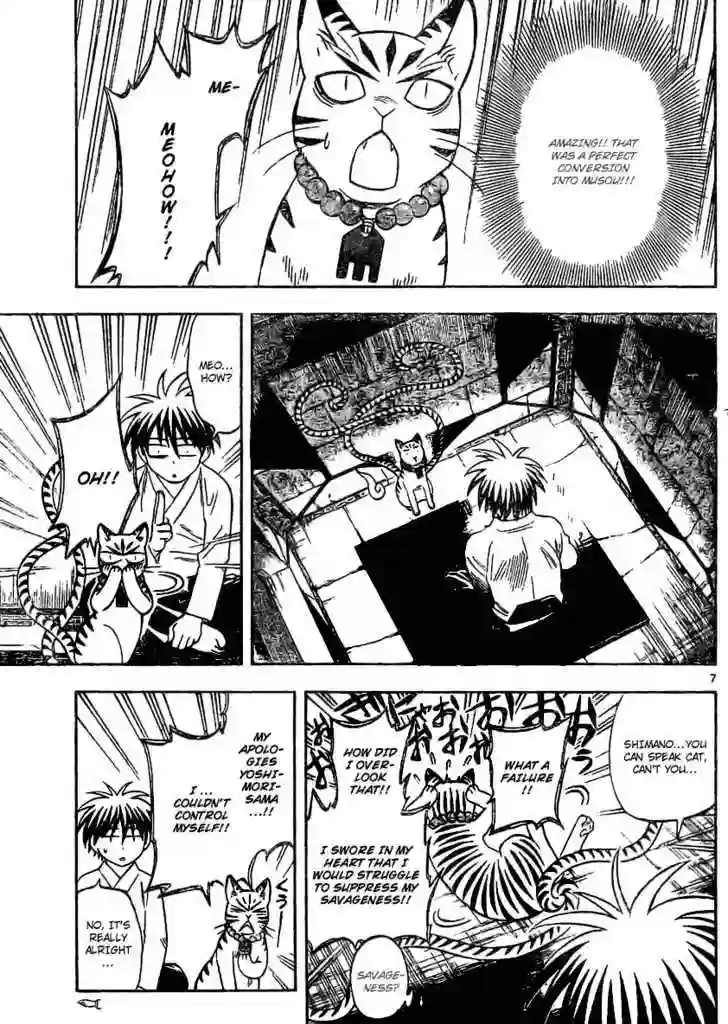 AMAZING!! THAT
WAS A PERFECT
CONVERSION
INTO MUSOU!!!
ME-
MEOHOW!!!
MEO...
HOW?
OH!!
7
SHIMANO...YOU
CAN SPEAK CAT,
CAN'T YOU...
WHAT A
FAILURE
!!
HOW DID
I OVER-
LOOK
THAT!!
I SWORE IN MY
HEART THAT I
WOULD STRUGGLE
TO SUPPRESS MY
SAVAGENESS!!
SAVAGE-
NESS?
MY
APOLO-
GIES
YOSHI-
MORI-
SAMA
...!!
I ...
COULDN'T
CONTROL
MYSELF!!
NO, IT'S
REALLY
ALRIGHT
...